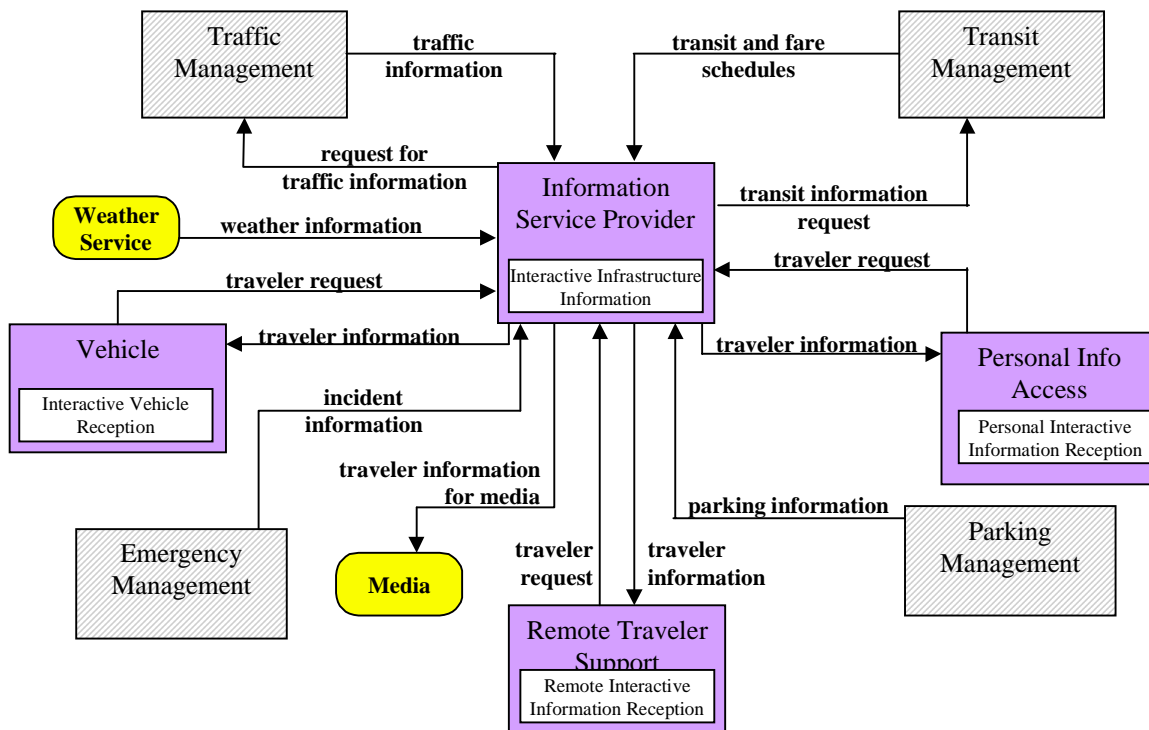 Traffic
Management
traffic
information
transit and fare
schedules
Transit
Management
request for
traffic information
Information
Service Provider
transit information
request
Weather
Service
weather information
Interactive Infrastructure
Information
traveler request
traveler request
Vehicle
traveler information
traveler information
Personal Info
Access
Interactive Vehicle
Reception
incident
information
Personal Interactive
Information Reception
traveler information
for media
parking information
Emergency
Management
Media
traveler
request
traveler
information
Parking
Management
Remote Traveler
Support
Remote Interactive
Information Reception